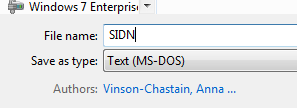 Windows 7 Enterprise
File name: SIDN
Save as type: Text (MS-DOS)
Authors: Vinson-Chastain, Anna ...